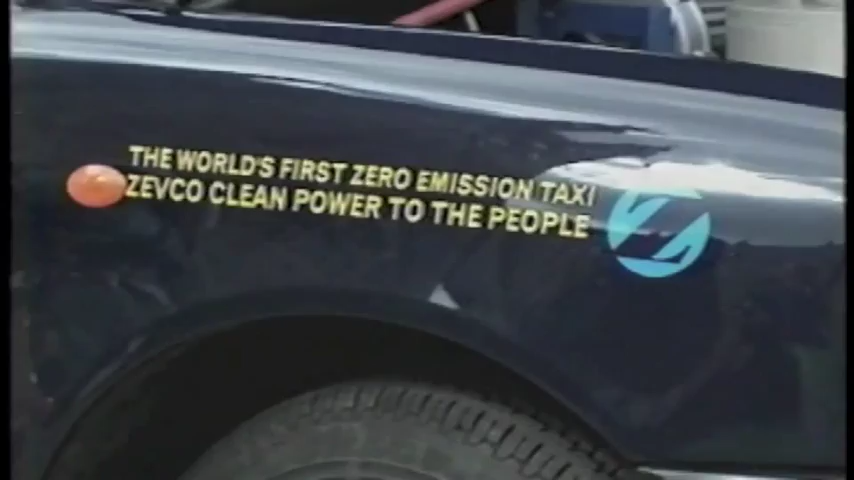 THE WORLD'S FIRST ZERO EMISSION TAXI
ZEVCO CLEAN POWER TO THE PEOPLE